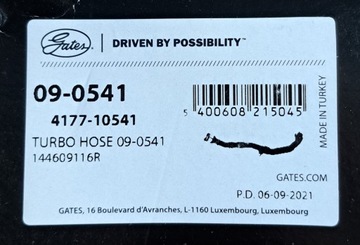 Gates
DRIVEN BY POSSIBILITY™
09-0541
4177-10541
TURBO HOSE 09-0541
144609116R
5 400608 215045
MADE IN TURKEY
GATES.COM
P.D. 06-09-2021
GATES, 16 Boulevard d'Avranches, L-1160 Luxembourg, Luxembourg